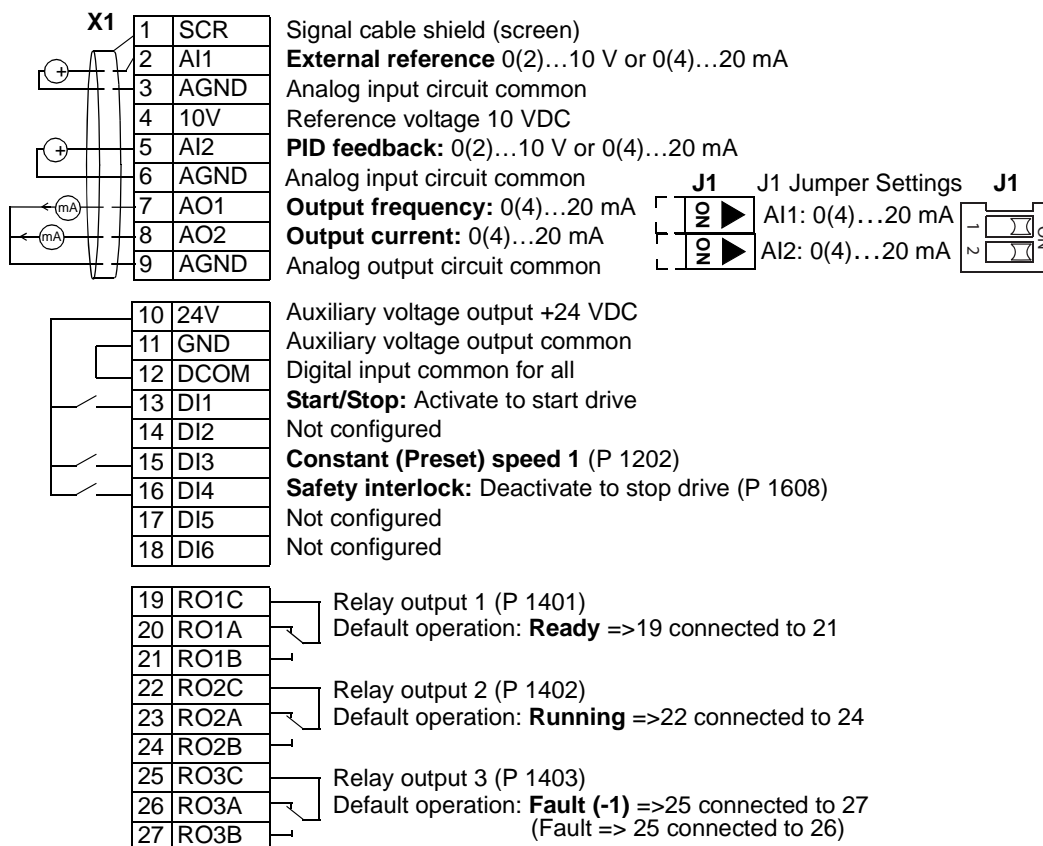 X1
1 SCR Signal cable shield (screen)
2 AI1 External reference 0(2)…10 V or 0(4)…20 mA
3 AGND Analog input circuit common
4 10V Reference voltage 10 VDC
5 AI2 PID feedback: 0(2)…10 V or 0(4)…20 mA
6 AGND Analog input circuit common
7 AO1 Output frequency: 0(4)…20 mA
8 AO2 Output current: 0(4)…20 mA
9 AGND Analog output circuit common
+
+
mA
mA
J1 J1 Jumper Settings J1
ON AI1: 0(4)…20 mA
ON AI2: 0(4)…20 mA
1
2
ON
10 24V Auxiliary voltage output +24 VDC
11 GND Auxiliary voltage output common
12 DCOM Digital input common for all
13 DI1 Start/Stop: Activate to start drive
14 DI2 Not configured
15 DI3 Constant (Preset) speed 1 (P 1202)
16 DI4 Safety interlock: Deactivate to stop drive (P 1608)
17 DI5 Not configured
18 DI6 Not configured
19 RO1C Relay output 1 (P 1401)
20 RO1A Default operation: Ready =>19 connected to 21
21 RO1B
22 RO2C Relay output 2 (P 1402)
23 RO2A Default operation: Running =>22 connected to 24
24 RO2B
25 RO3C Relay output 3 (P 1403)
26 RO3A Default operation: Fault (-1) =>25 connected to 27
27 RO3B (Fault => 25 connected to 26)